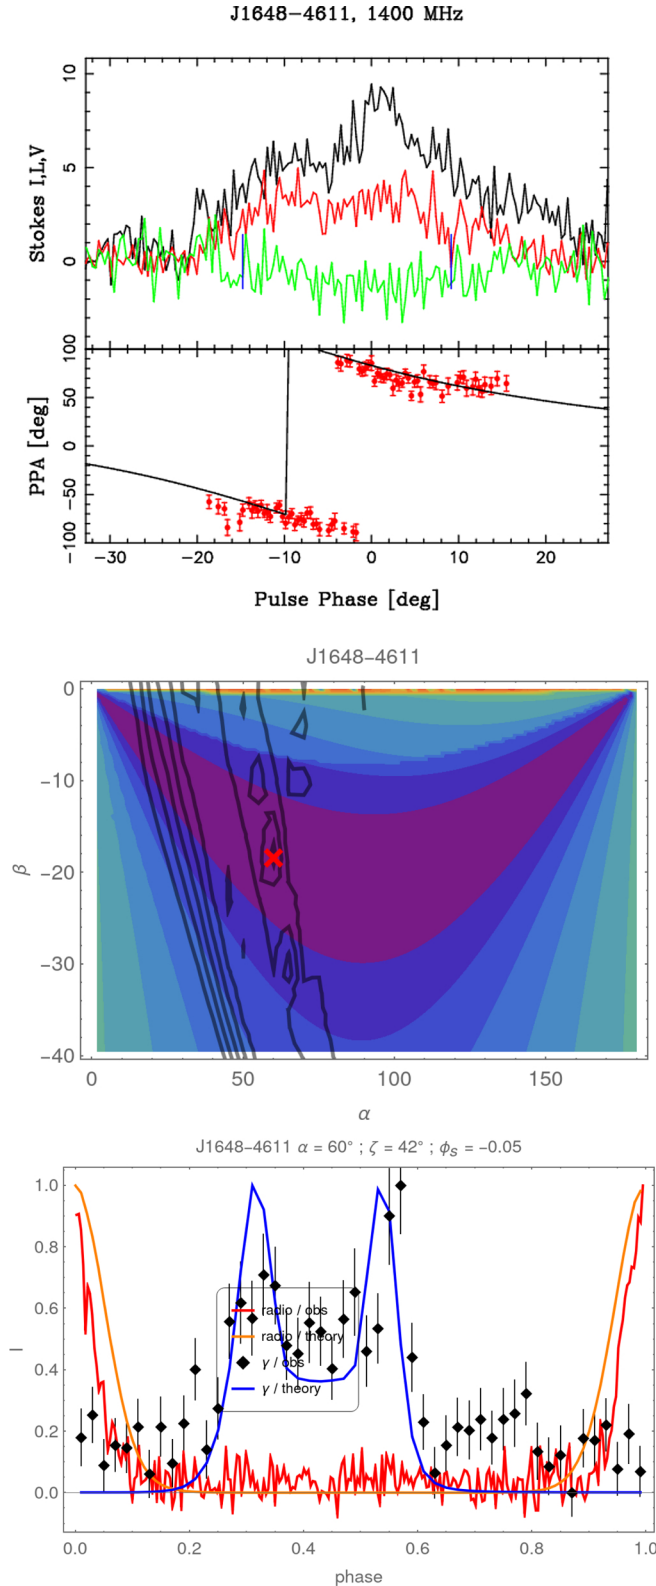 J1648−4611, 1400 MHz
10
5
0
Stokes I,L,V
100
50
0
−50
−100
PPA [deg]
−30 −20 −10 0 10 20
Pulse Phase [deg]
J1648-4611
0
-10
-20
-30
-40
β
0 50 100 150
α
J1648-4611 α = 60° ; ζ = 42° ; ϕs = -0.05
1.0
0.8
0.6
0.4
0.2
0.0
I
radio / obs
radio / theory
γ / obs
γ / theory
0.0 0.2 0.4 0.6 0.8 1.0
phase